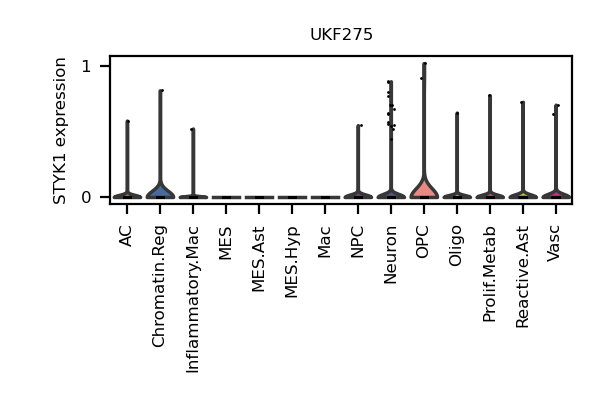 UKF275
STYK1 expression
1
0
AC
Chromatin.Reg
Inflammatory.Mac
MES
MES.Ast
MES.Hyp
Mac
NPC
Neuron
OPC
Oligo
Prolif.Metab
Reactive.Ast
Vasc